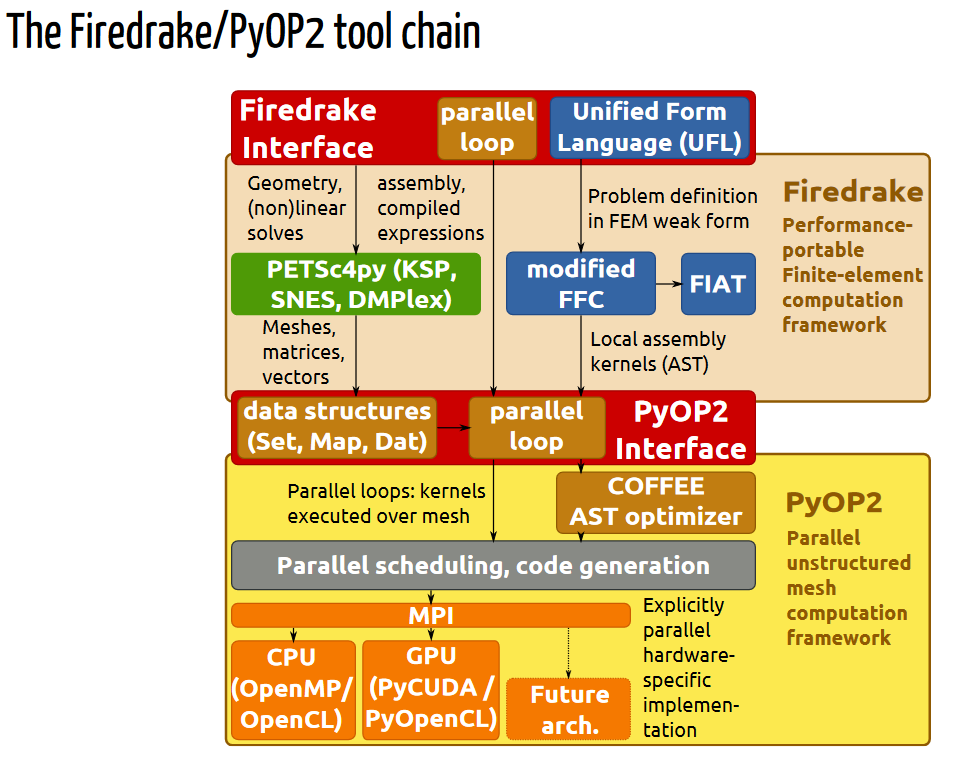 The Firedrake/PyOP2 tool chain
Firedrake
Interface
parallel
loop
Unified Form
Language (UFL)
Geometry,
(non)linear
solves
assembly,
compiled
expressions
Problem definition
in FEM weak form
Firedrake
Performance-
portable
Finite-element
computation
framework
PETSc4py (KSP,
SNES, DMPlex)
modified
FFC
FIAT
Meshes,
matrices,
vectors
Local assembly
kernels (AST)
data structures
(Set, Map, Dat)
parallel
loop
PyOP2
Interface
Parallel loops: kernels
executed over mesh
COFFEE
AST optimizer
PyOP2
Parallel
unstructured
mesh
computation
framework
Parallel scheduling, code generation
MPI
CPU
(OpenMP/
OpenCL)
GPU
(PyCUDA /
PyOpenCL)
Future
arch.
Explicitly
parallel
hardware-
specific
implemen-
tation